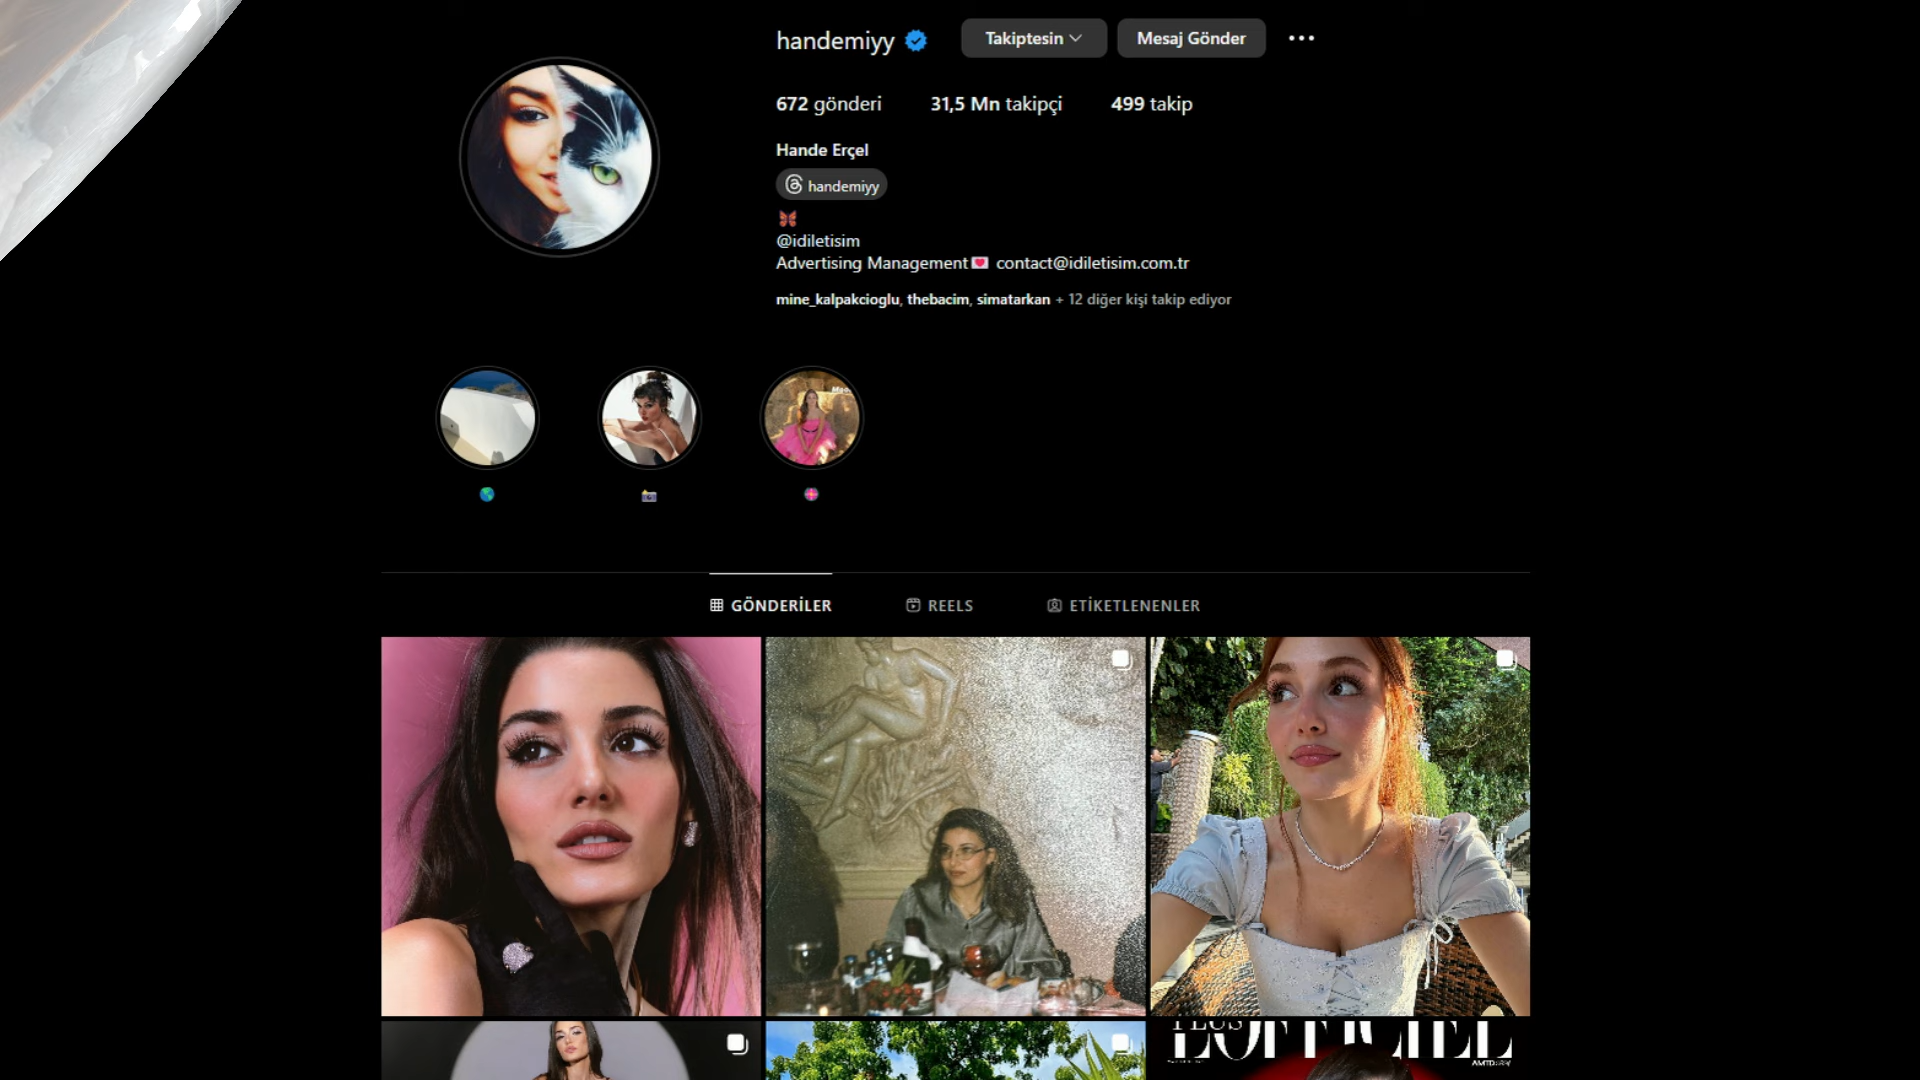 handemiyy Takiptesin Mesaj Gönder
672 gönderi 31,5 Mn takipçi 499 takip
Hande Erçel
handemiyy
@idiletisim
Advertising Management contact@idiletisim.com.tr
mine_kalpakcioglu, thebacim, simatarkan + 12 diğer kişi takip ediyor
GÖNDERİLER REELS ETİKETLENENLER
L'OFFICIEL